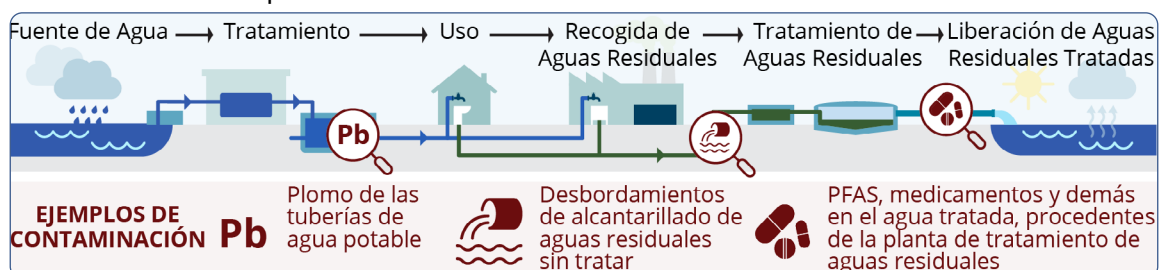 Fuente de Agua
Tratamiento
Uso
Recogida de
Aguas Residuales
Tratamiento de
Aguas Residuales
Liberación de Aguas
Residuales Tratadas
Pb
EJEMPLOS DE
CONTAMINACIÓN
Pb
Plomo de las
tuberías de
agua potable
Desbordamientos
de alcantarillado de
aguas residuales
sin tratar
PFAS, medicamentos y demás
en el agua tratada, procedentes
de la planta de tratamiento de
aguas residuales